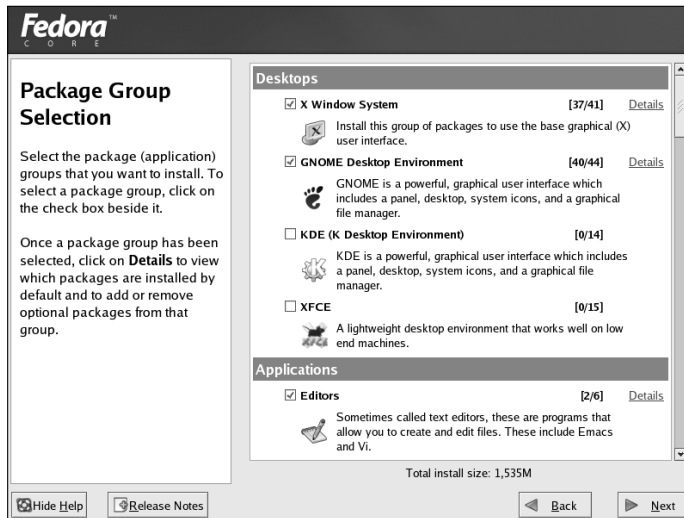 Fedora™
CORE
Package Group
Selection
Select the package (application)
groups that you want to install. To
select a package group, click on
the check box beside it.
Once a package group has been
selected, click on Details to view
which packages are installed by
default and to add or remove
optional packages from that
group.
Desktops
X Window System [37/41] Details
Install this group of packages to use the base graphical (X)
user interface.
GNOME Desktop Environment [40/44] Details
GNOME is a powerful, graphical user interface which
includes a panel, desktop, system icons, and a graphical
file manager.
KDE (K Desktop Environment) [0/14]
KDE is a powerful, graphical user interface which includes
a panel, desktop, system icons, and a graphical file
manager.
XFCE [0/15]
XFCE
A lightweight desktop environment that works well on low
end machines.
Applications
Editors [2/6] Details
Sometimes called text editors, these are programs that
allow you to create and edit files. These include Emacs
and Vi.
Total install size: 1,535M
Hide Help
Release Notes
Back
Next